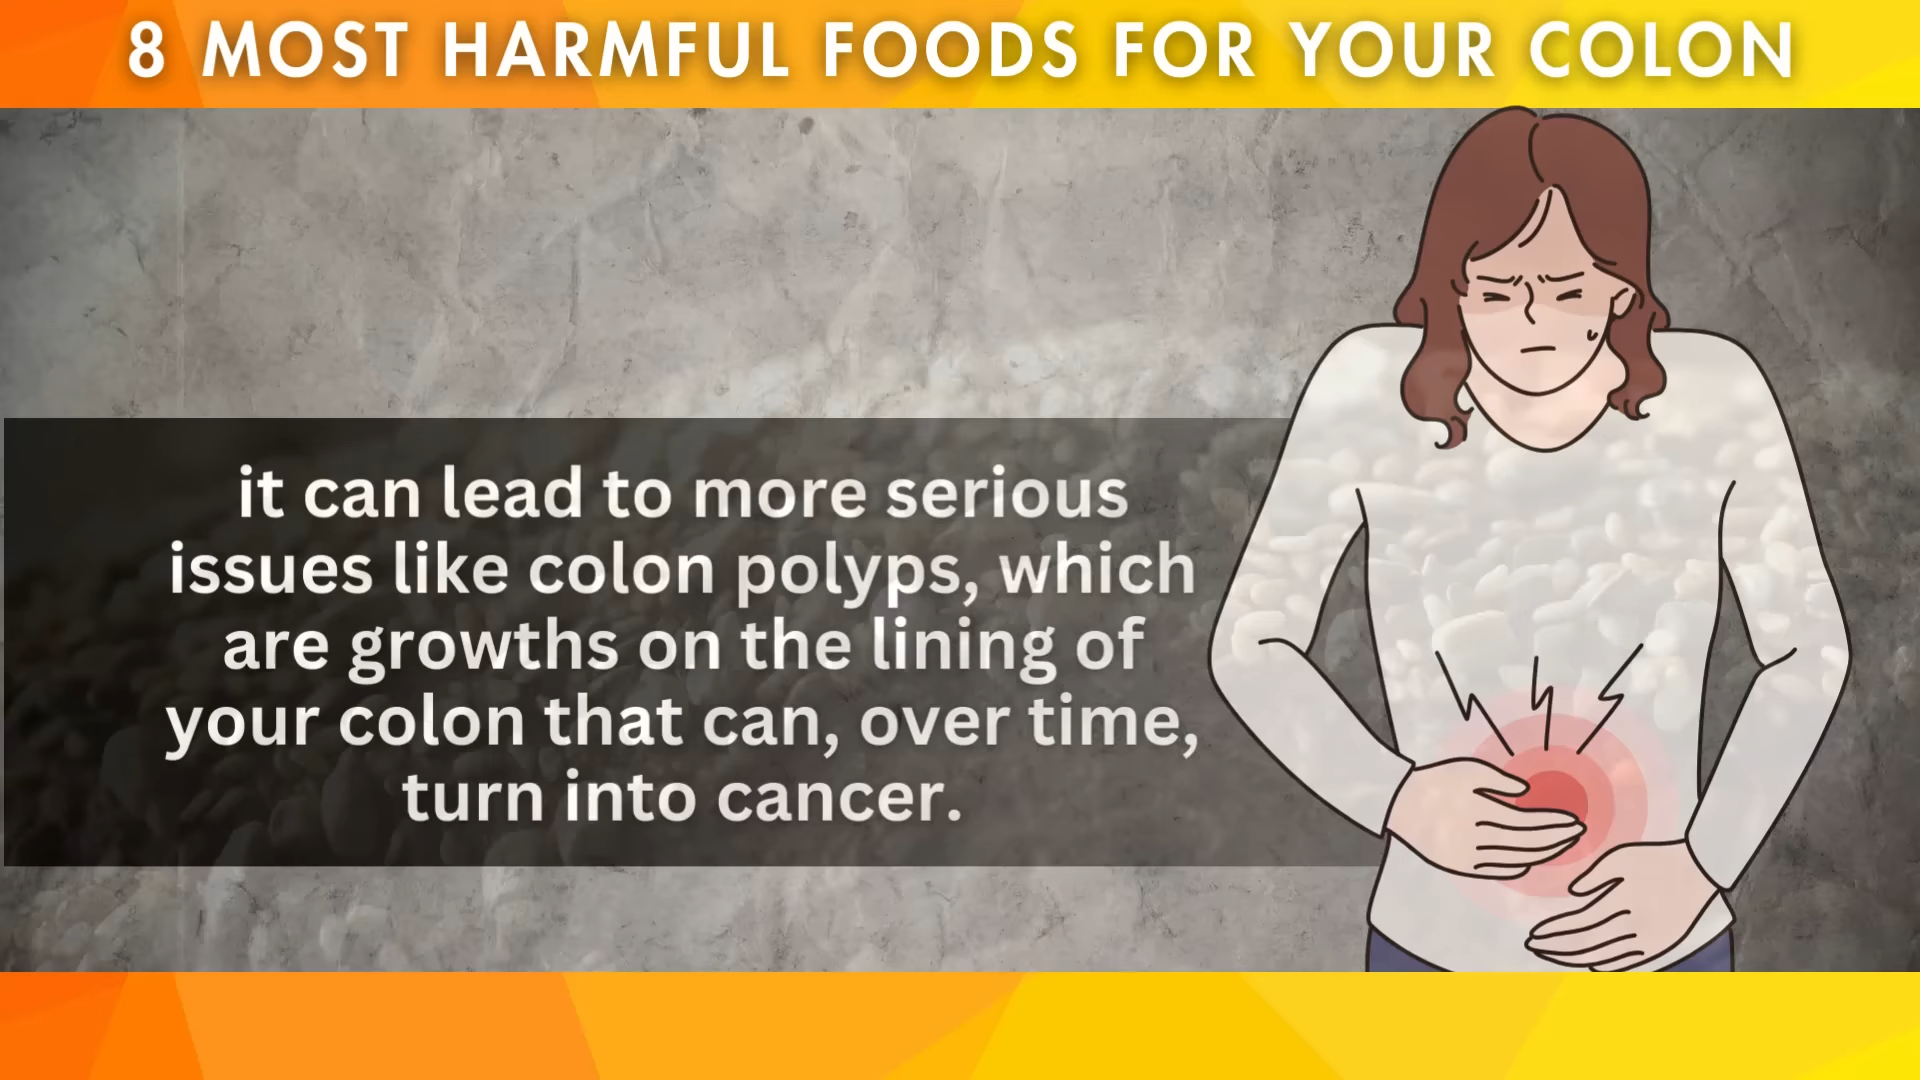 8 MOST HARMFUL FOODS FOR YOUR COLON
it can lead to more serious
issues like colon polyps, which
are growths on the lining of
your colon that can, over time,
turn into cancer.